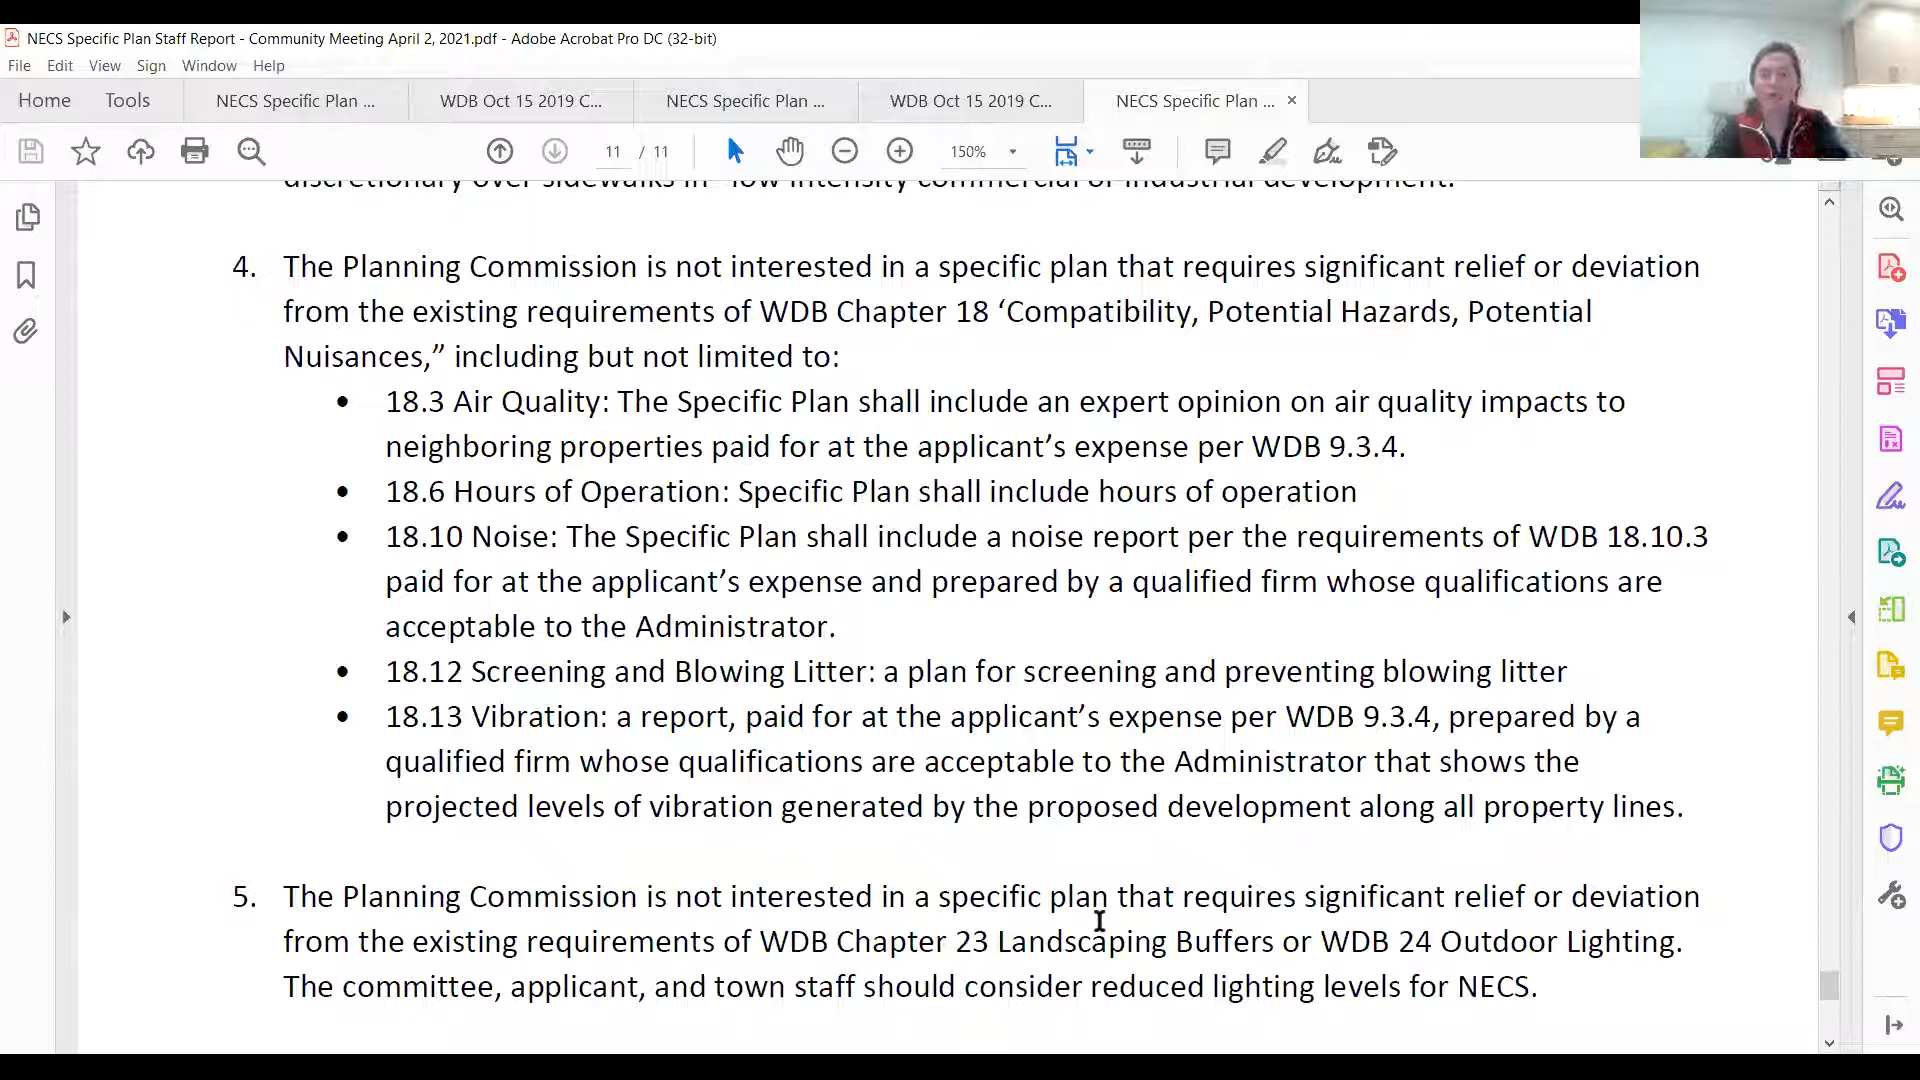 NECS Specific Plan Staff Report - Community Meeting April 2, 2021.pdf - Adobe Acrobat Pro DC (32-bit)
File Edit View Sign Window Help
Home Tools NECS Specific Plan ... WDB Oct 15 2019 C... NECS Specific Plan ... WDB Oct 15 2019 C... NECS Specific Plan ... ×
11 / 11 150%
discretionary over sidewalks in "low intensity commercial or industrial development.
4. The Planning Commission is not interested in a specific plan that requires significant relief or deviation
from the existing requirements of WDB Chapter 18 ‘Compatibility, Potential Hazards, Potential
Nuisances,” including but not limited to:
• 18.3 Air Quality: The Specific Plan shall include an expert opinion on air quality impacts to
neighboring properties paid for at the applicant’s expense per WDB 9.3.4.
• 18.6 Hours of Operation: Specific Plan shall include hours of operation
• 18.10 Noise: The Specific Plan shall include a noise report per the requirements of WDB 18.10.3
paid for at the applicant’s expense and prepared by a qualified firm whose qualifications are
acceptable to the Administrator.
• 18.12 Screening and Blowing Litter: a plan for screening and preventing blowing litter
• 18.13 Vibration: a report, paid for at the applicant’s expense per WDB 9.3.4, prepared by a
qualified firm whose qualifications are acceptable to the Administrator that shows the
projected levels of vibration generated by the proposed development along all property lines.
5. The Planning Commission is not interested in a specific plan that requires significant relief or deviation
from the existing requirements of WDB Chapter 23 Landscaping Buffers or WDB 24 Outdoor Lighting.
The committee, applicant, and town staff should consider reduced lighting levels for NECS.